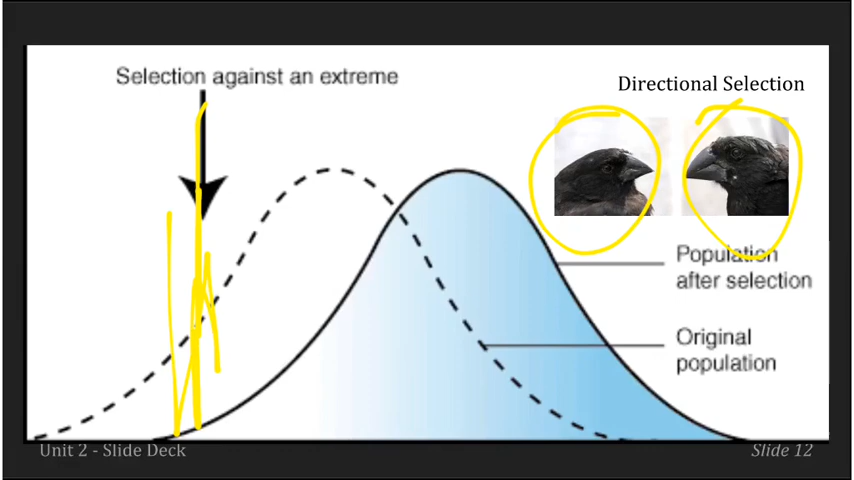 Selection against an extreme
Directional Selection
Population
after selection
Original
population
Unit 2 - Slide Deck
Slide 12